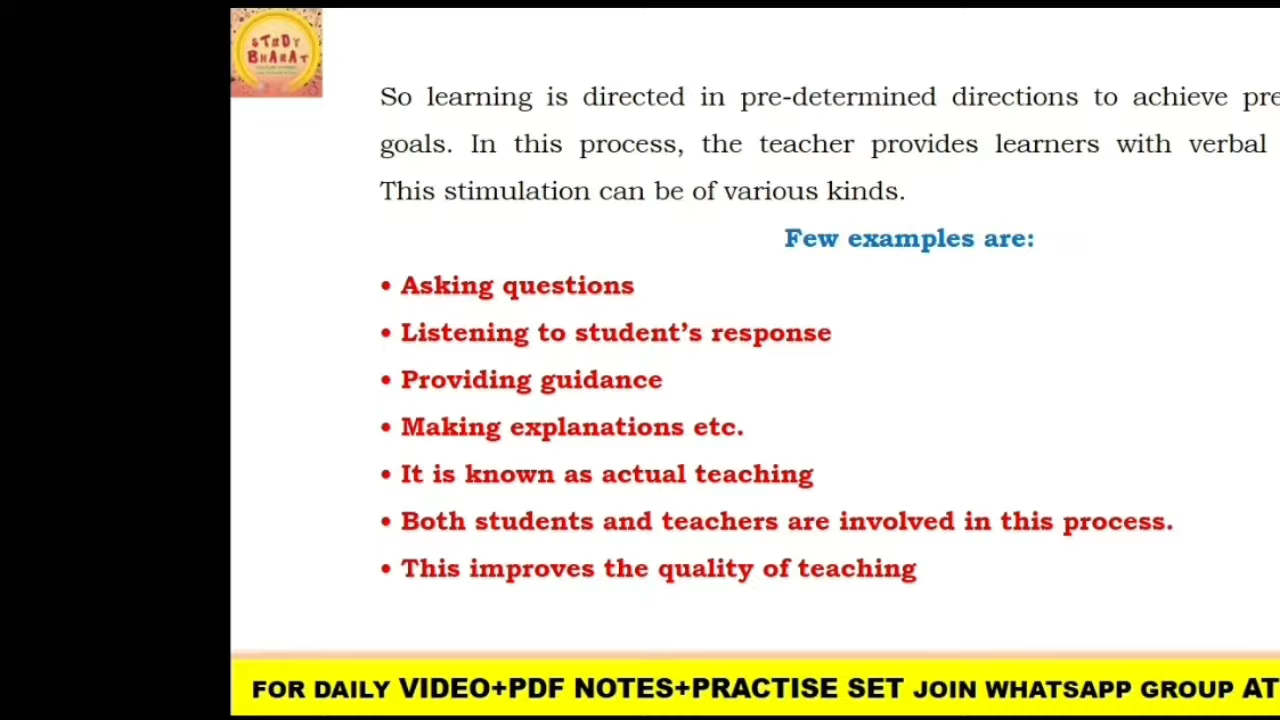 STUDY
BHARAT
So learning is directed in pre-determined directions to achieve pre
goals. In this process, the teacher provides learners with verbal
This stimulation can be of various kinds.
Few examples are:
• Asking questions
• Listening to student’s response
• Providing guidance
• Making explanations etc.
• It is known as actual teaching
• Both students and teachers are involved in this process.
• This improves the quality of teaching
FOR DAILY VIDEO+PDF NOTES+PRACTISE SET JOIN WHATSAPP GROUP AT